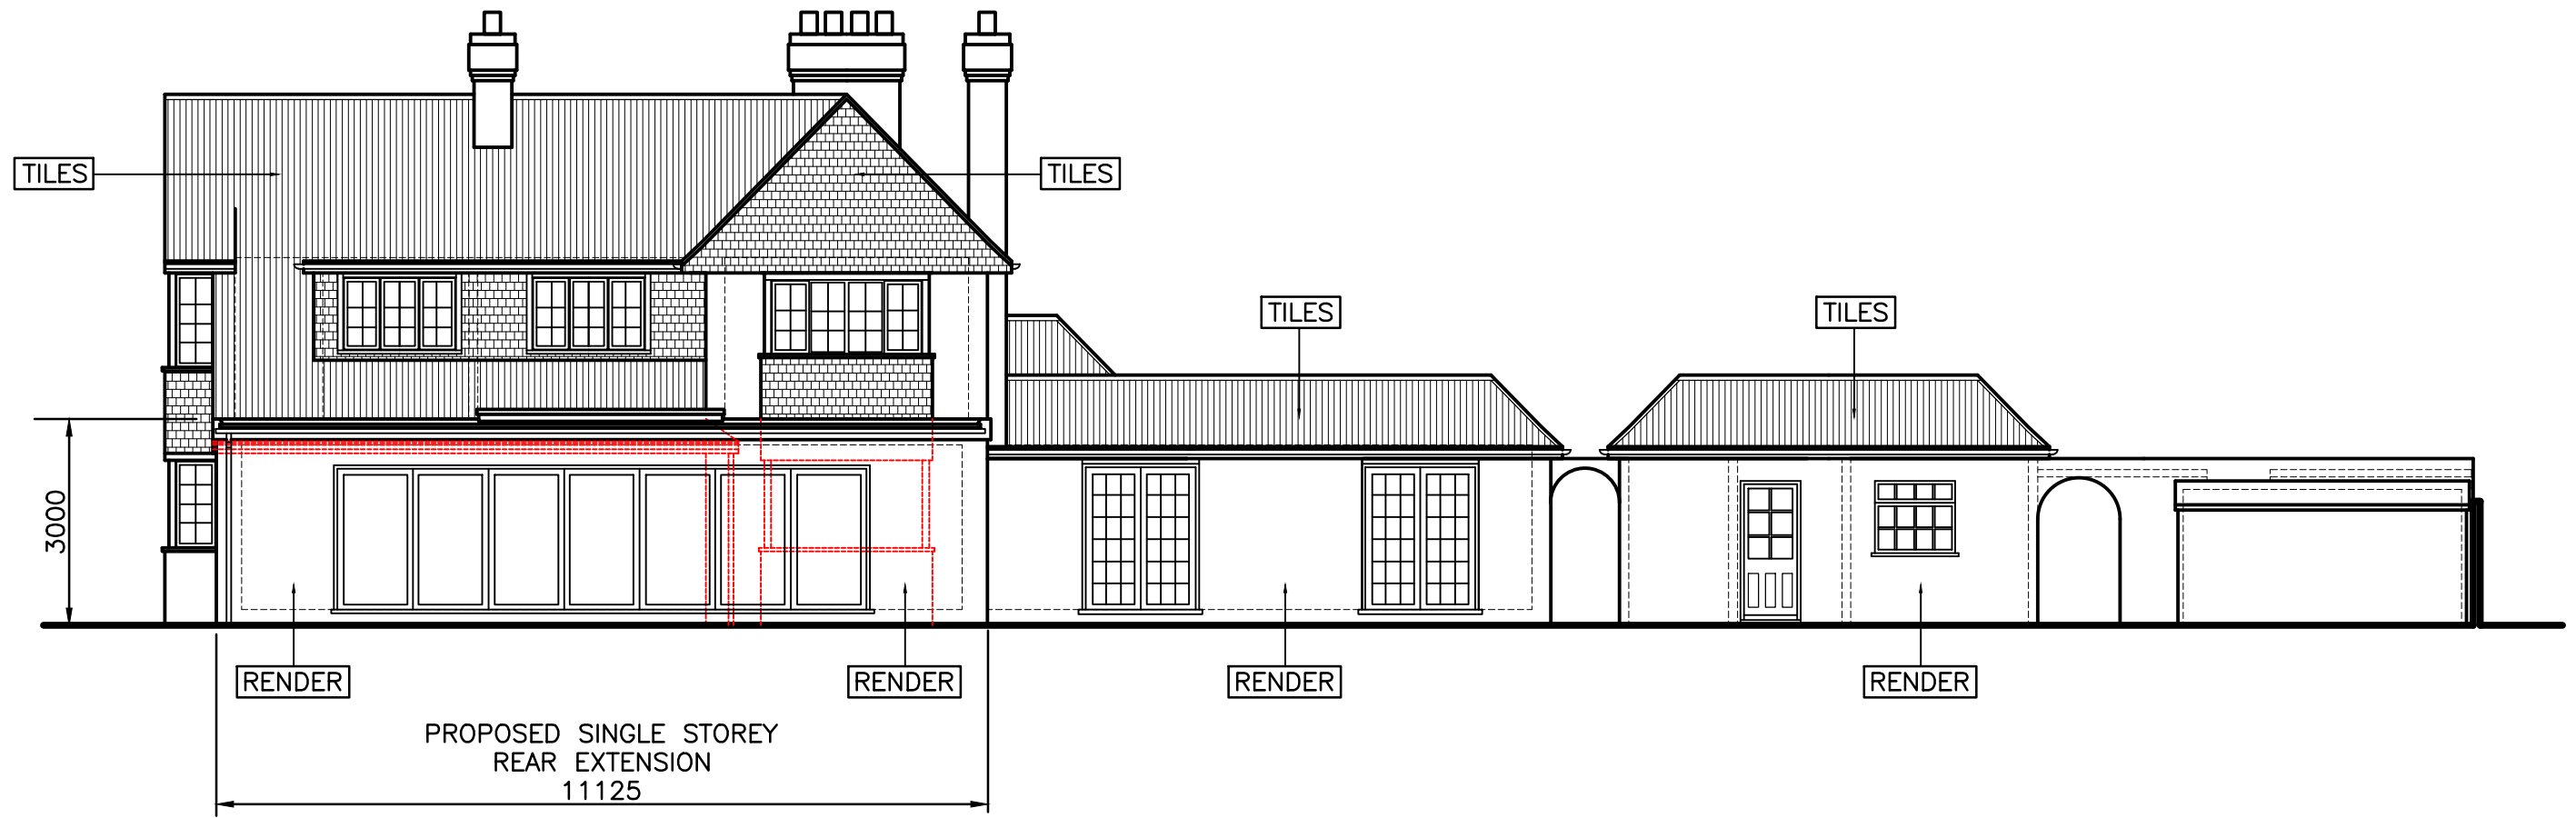 TILES
TILES
TILES
TILES
3000
RENDER
RENDER
RENDER
RENDER
PROPOSED SINGLE STOREY
REAR EXTENSION
11125